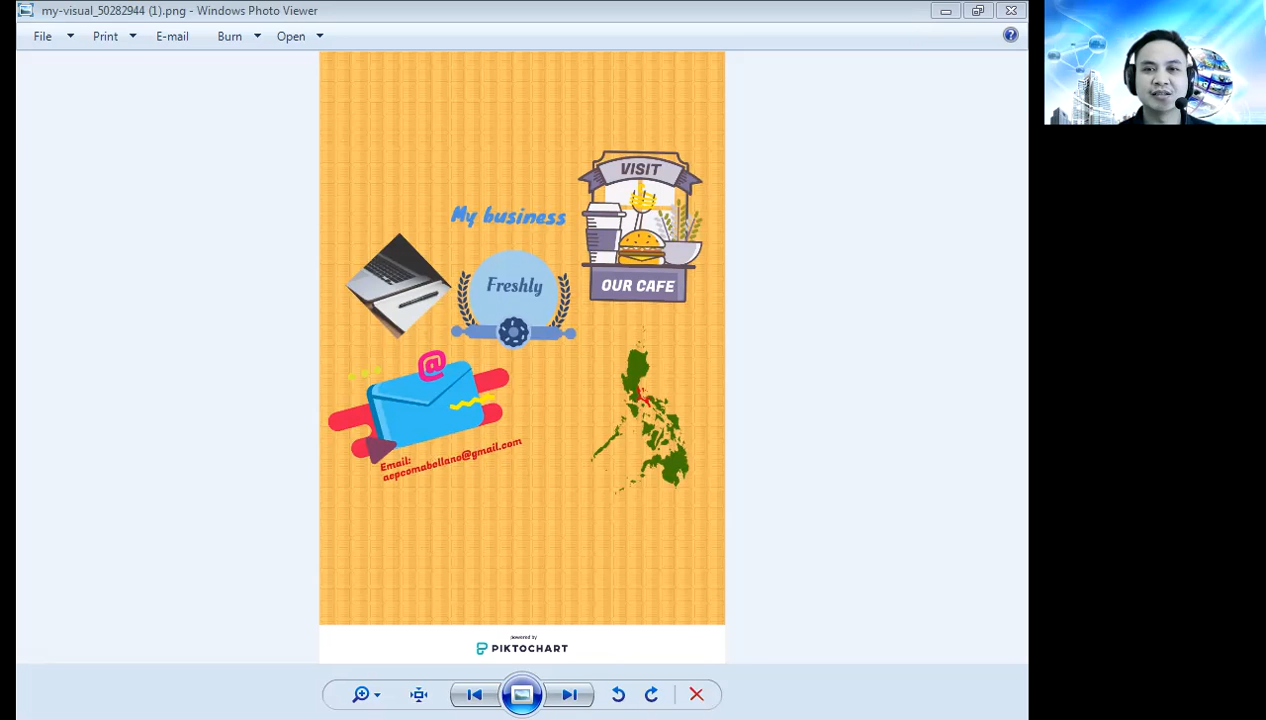 my-visual_50282944 (1).png - Windows Photo Viewer
File Print E-mail Burn Open
VISIT
My business
Freshly
OUR CAFE
@
Email:
aepcomabollano@gmail.com
powered by
PIKTOCHART